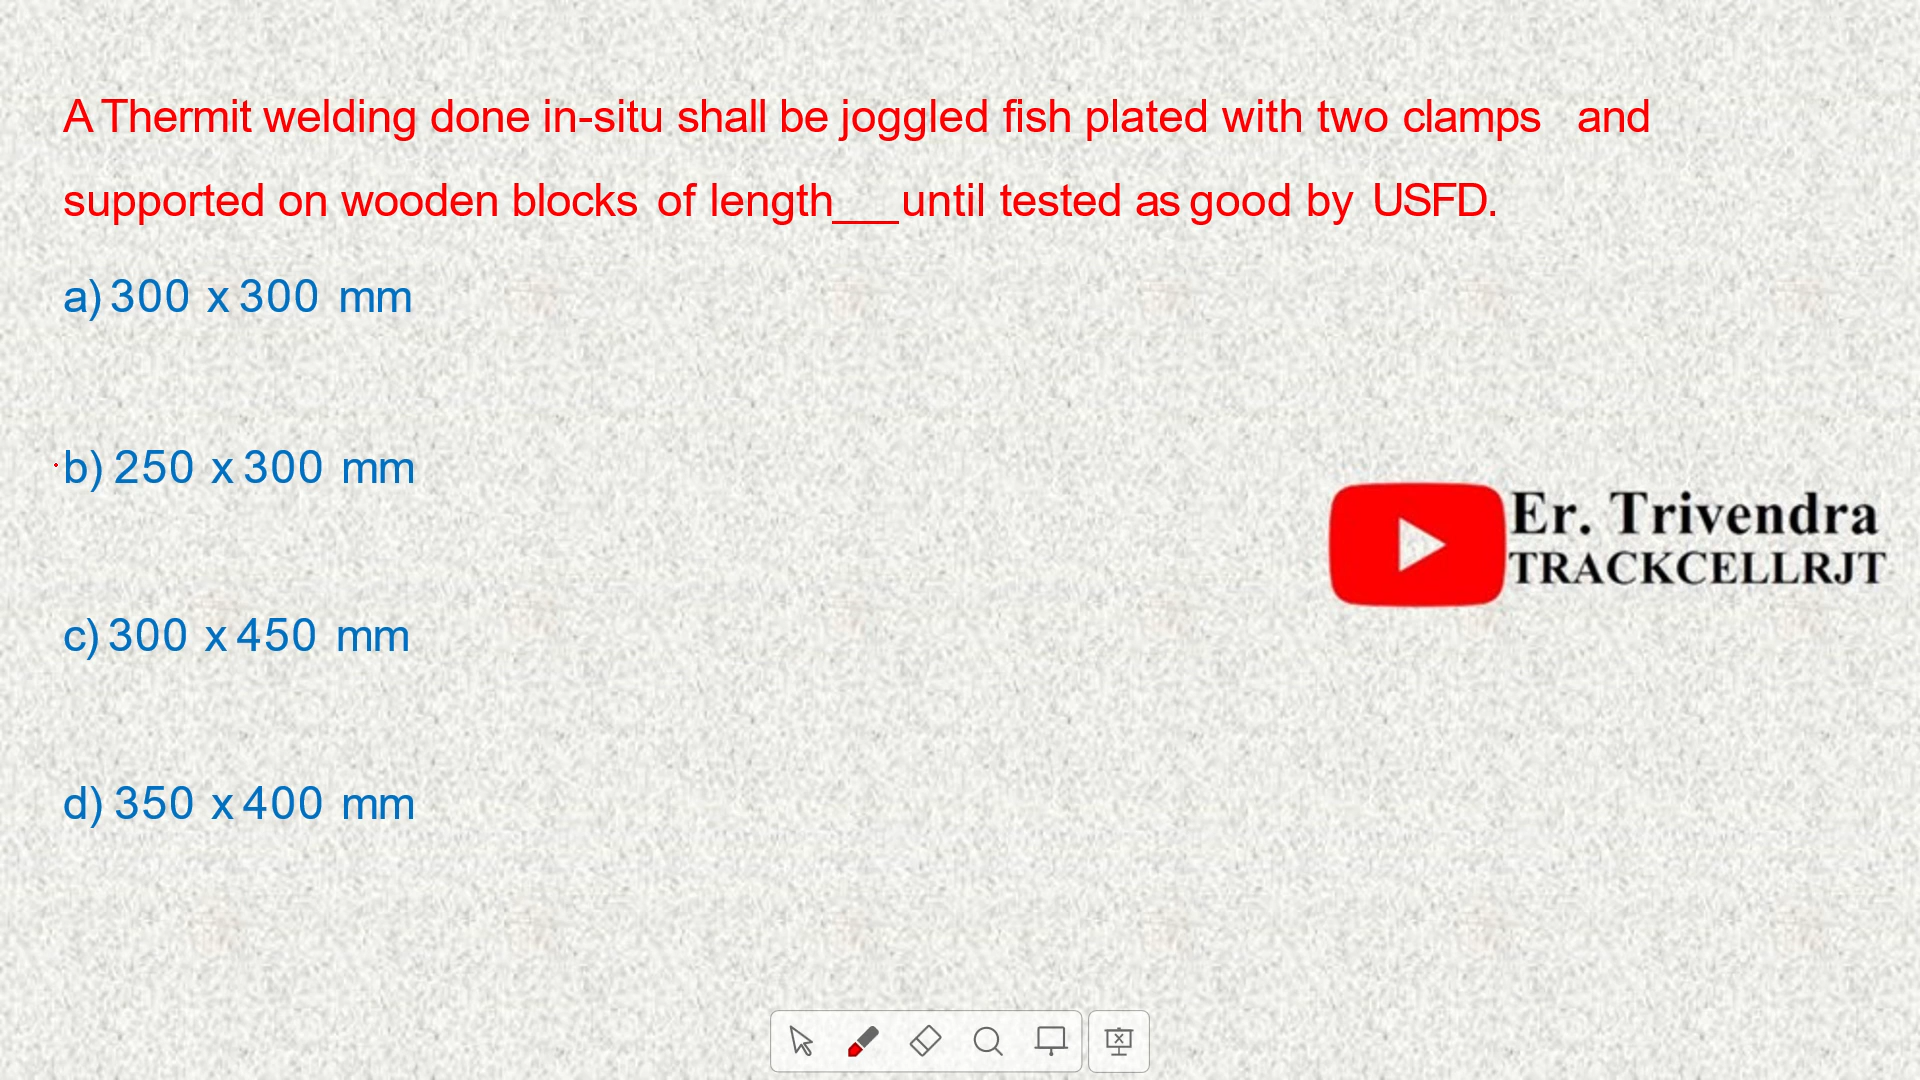 A Thermit welding done in-situ shall be joggled fish plated with two clamps and
supported on wooden blocks of length___until tested as good by USFD.
a) 300 x 300 mm
b) 250 x 300 mm
Er. Trivendra
TRACKCELLRJT
c) 300 x 450 mm
d) 350 x 400 mm